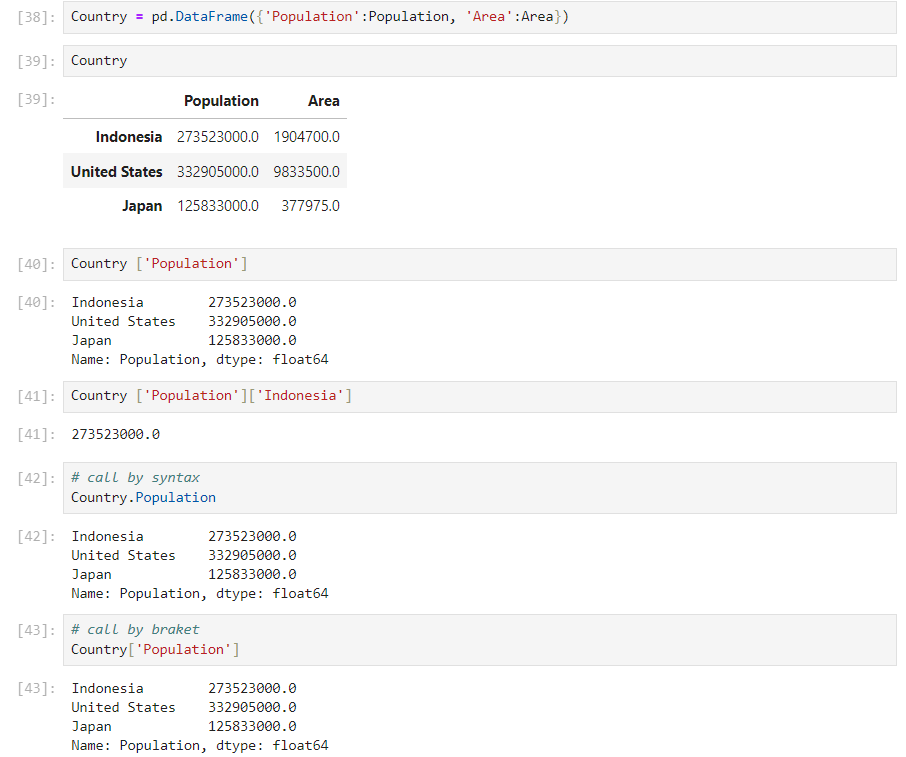 [38]: Country = pd.DataFrame({'Population':Population, 'Area':Area})
[39]: Country
[39]: Population Area
Indonesia 273523000.0 1904700.0
United States 332905000.0 9833500.0
Japan 125833000.0 377975.0
[40]: Country ['Population']
[40]: Indonesia 273523000.0
United States 332905000.0
Japan 125833000.0
Name: Population, dtype: float64
[41]: Country ['Population']['Indonesia']
[41]: 273523000.0
[42]: # call by syntax
Country.Population
[42]: Indonesia 273523000.0
United States 332905000.0
Japan 125833000.0
Name: Population, dtype: float64
[43]: # call by braket
Country['Population']
[43]: Indonesia 273523000.0
United States 332905000.0
Japan 125833000.0
Name: Population, dtype: float64